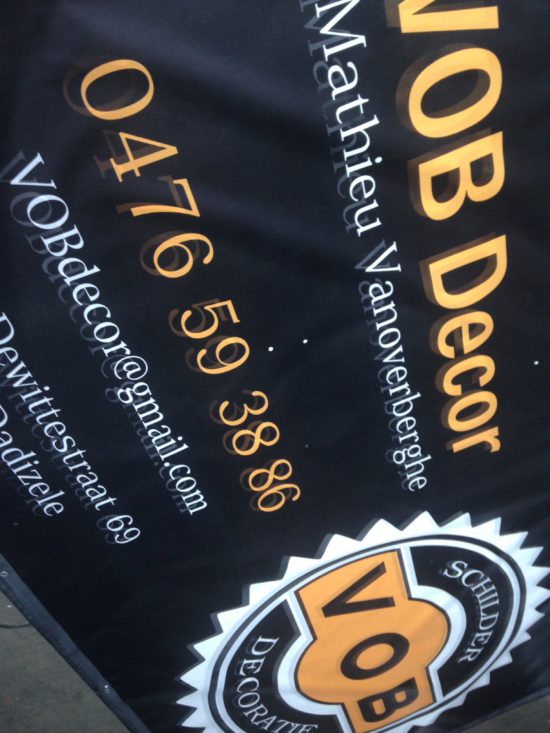 VOB Decor
Mathieu Vanoverberghe
0476 59 38 86
VOBdecor@gmail.com
Dewittestraat 69
Dadizele
SCHILDER
VOB
DECORATIE